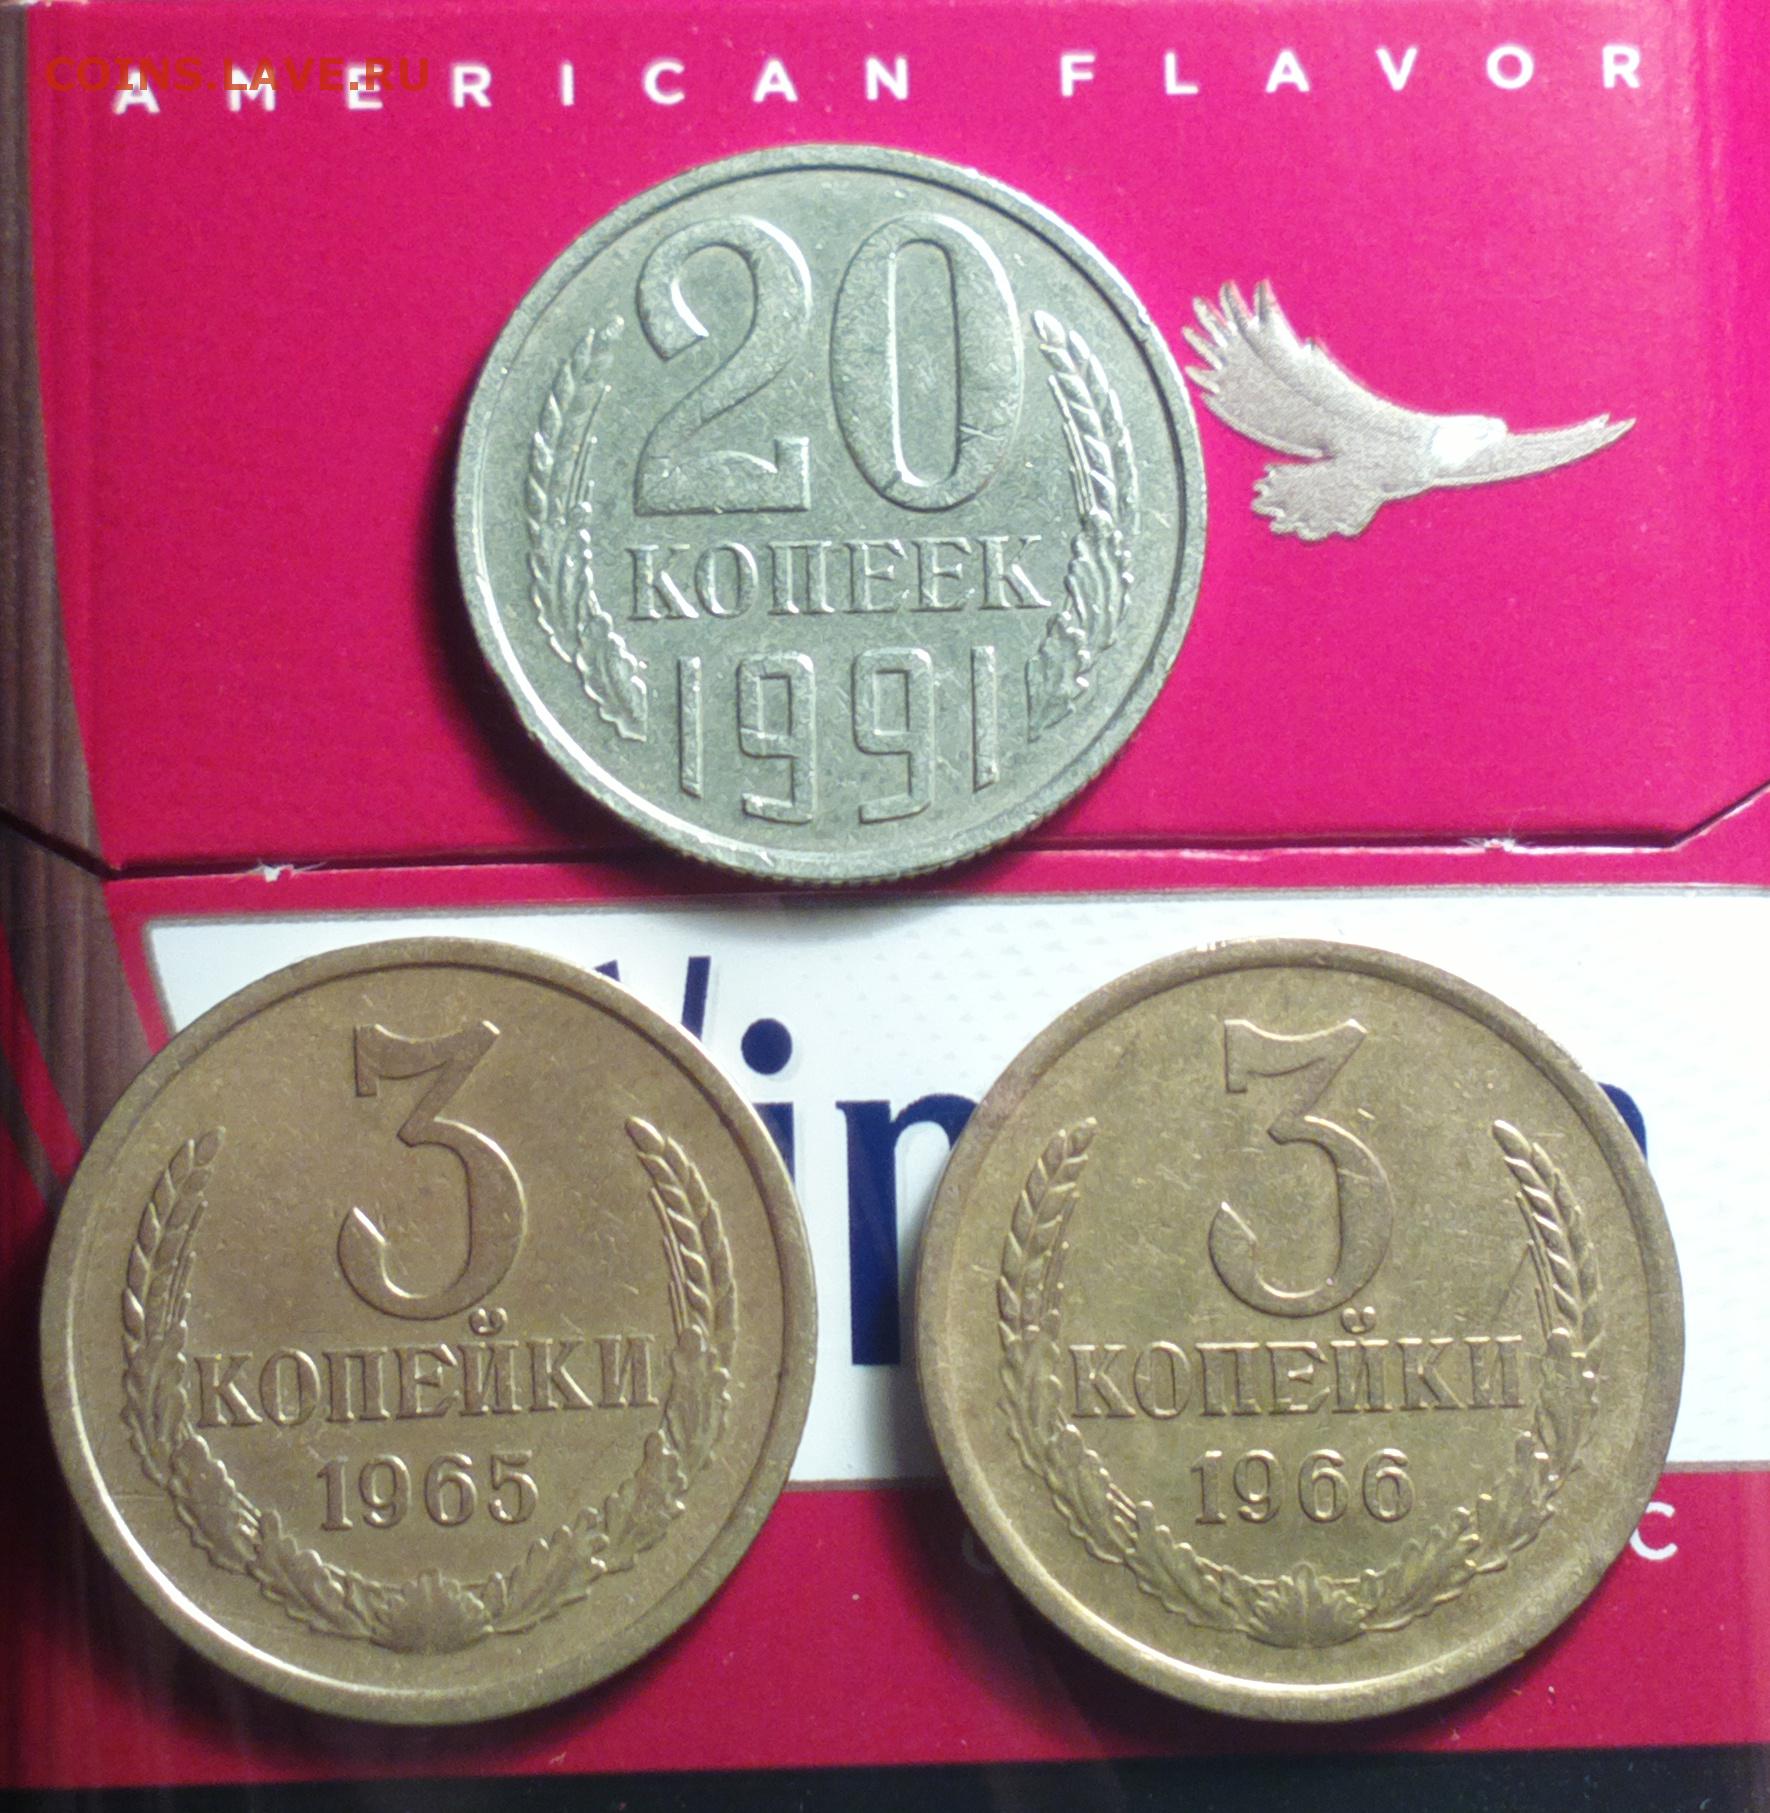 COINS.LAVE.RU
AMERICAN FLAVOR
20
КОПЕЕК
1991
3
КОПЕЙКИ
1965
3
КОПЕЙКИ
1966